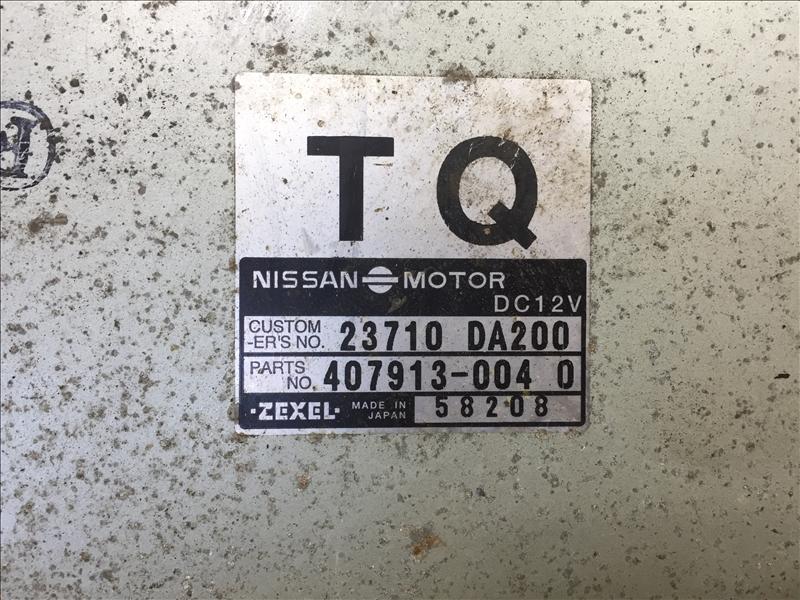 TQ
NISSAN MOTOR
DC12V
CUSTOM
-ER'S NO. 23710 DA200
PARTS
NO. 407913-004 0
·ZEXEL· MADE IN
JAPAN 58208